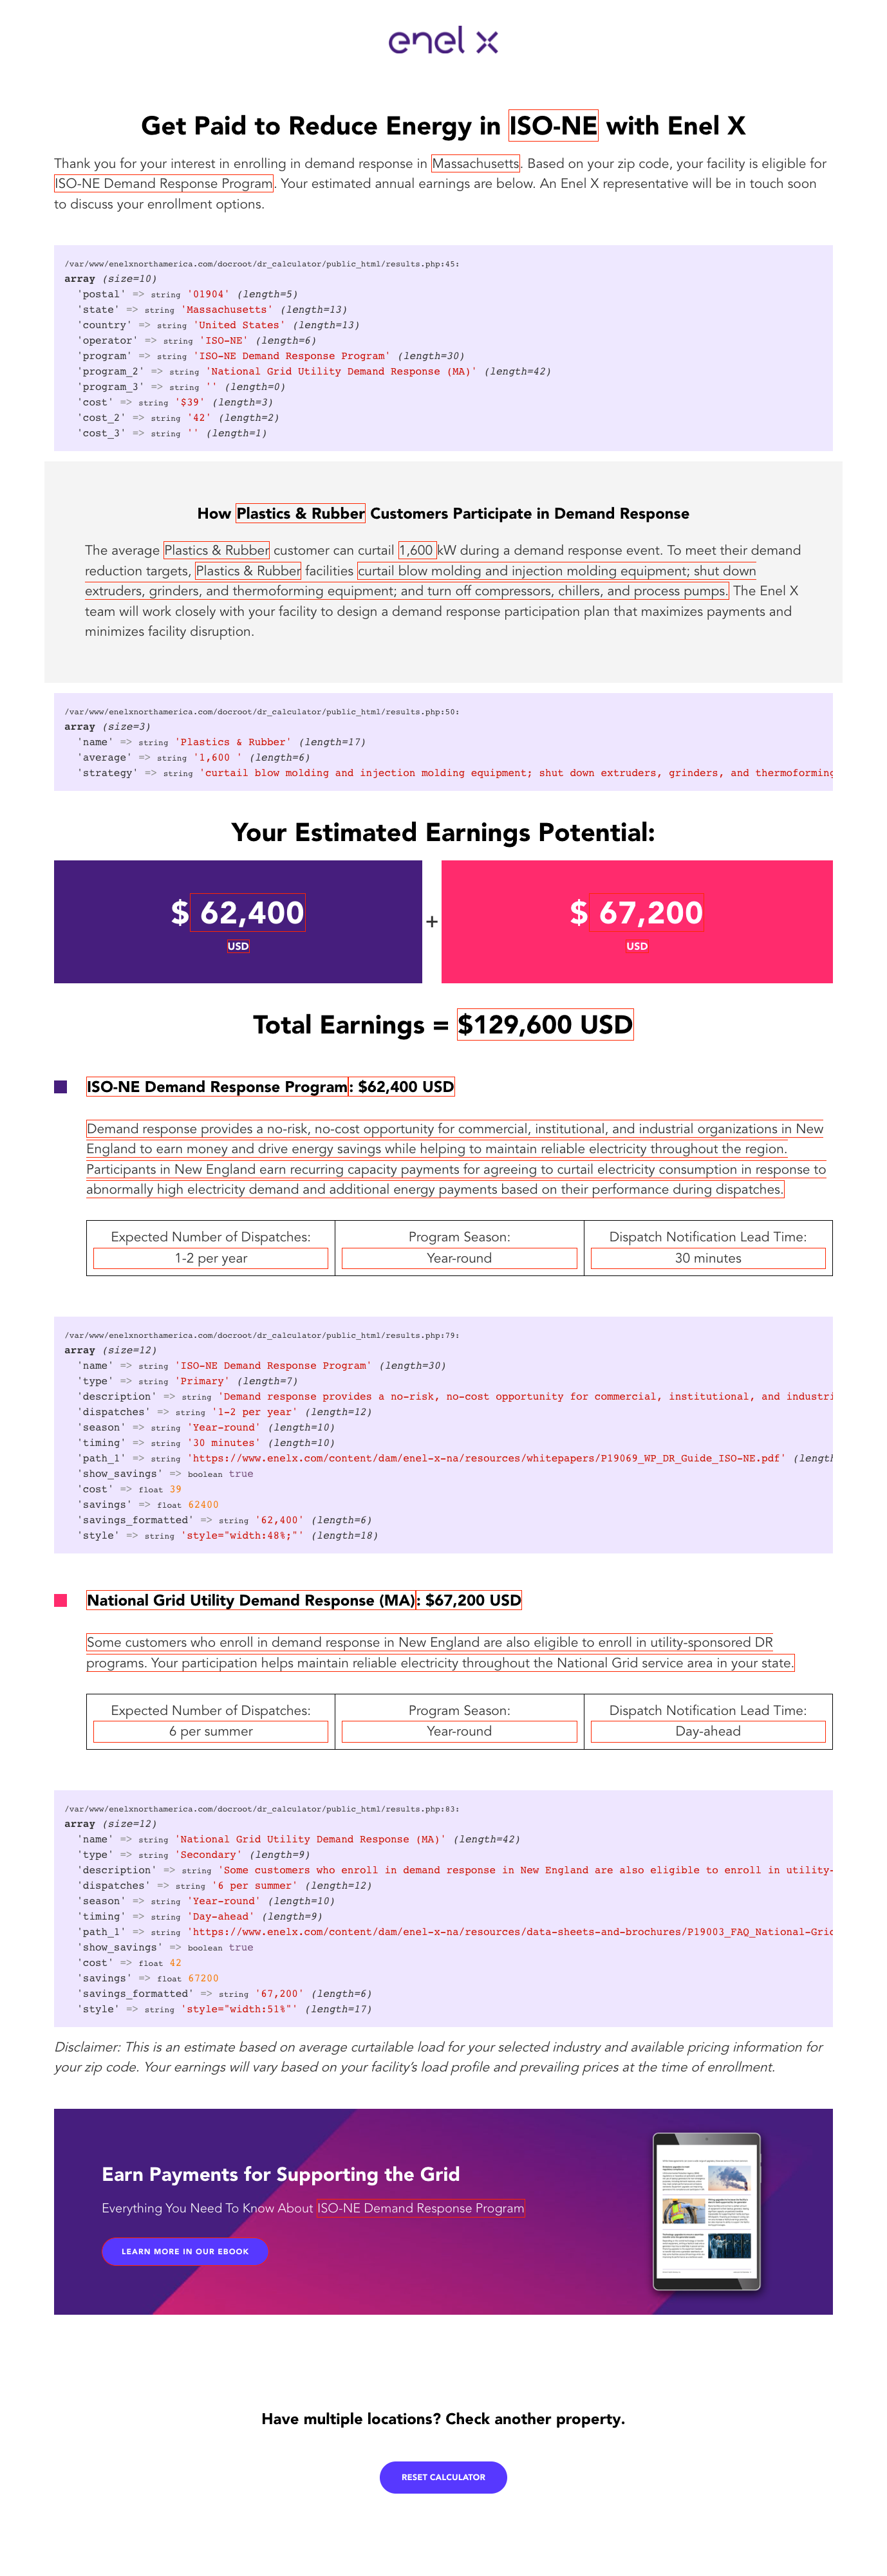 enel x
Get Paid to Reduce Energy in ISO-NE with Enel X
Thank you for your interest in enrolling in demand response in Massachusetts. Based on your zip code, your facility is eligible for
ISO-NE Demand Response Program. Your estimated annual earnings are below. An Enel X representative will be in touch soon
to discuss your enrollment options.
/var/www/enelxnorthamerica.com/docroot/dr_calculator/public_html/results.php:45:
array (size=10)
'postal' => string '01904' (length=5)
'state' => string 'Massachusetts' (length=13)
'country' => string 'United States' (length=13)
'operator' => string 'ISO-NE' (length=6)
'program' => string 'ISO-NE Demand Response Program' (length=30)
'program_2' => string 'National Grid Utility Demand Response (MA)' (length=42)
'program_3' => string '' (length=0)
'cost' => string '$39' (length=3)
'cost_2' => string '42' (length=2)
'cost_3' => string '' (length=1)
How Plastics & Rubber Customers Participate in Demand Response
The average Plastics & Rubber customer can curtail 1,600 kW during a demand response event. To meet their demand
reduction targets, Plastics & Rubber facilities curtail blow molding and injection molding equipment; shut down
extruders, grinders, and thermoforming equipment; and turn off compressors, chillers, and process pumps. The Enel X
team will work closely with your facility to design a demand response participation plan that maximizes payments and
minimizes facility disruption.
/var/www/enelxnorthamerica.com/docroot/dr_calculator/public_html/results.php:50:
array (size=3)
'name' => string 'Plastics & Rubber' (length=17)
'average' => string '1,600 ' (length=6)
'strategy' => string 'curtail blow molding and injection molding equipment; shut down extruders, grinders, and thermoforming
Your Estimated Earnings Potential:
$ 62,400 + $ 67,200
USD USD
Total Earnings = $129,600 USD
ISO-NE Demand Response Program: $62,400 USD
Demand response provides a no-risk, no-cost opportunity for commercial, institutional, and industrial organizations in New
England to earn money and drive energy savings while helping to maintain reliable electricity throughout the region.
Participants in New England earn recurring capacity payments for agreeing to curtail electricity consumption in response to
abnormally high electricity demand and additional energy payments based on their performance during dispatches.
Expected Number of Dispatches: Program Season: Dispatch Notification Lead Time:
1-2 per year Year-round 30 minutes
/var/www/enelxnorthamerica.com/docroot/dr_calculator/public_html/results.php:79:
array (size=12)
'name' => string 'ISO-NE Demand Response Program' (length=30)
'type' => string 'Primary' (length=7)
'description' => string 'Demand response provides a no-risk, no-cost opportunity for commercial, institutional, and industri
'dispatches' => string '1-2 per year' (length=12)
'season' => string 'Year-round' (length=10)
'timing' => string '30 minutes' (length=10)
'path_1' => string 'https://www.enelx.com/content/dam/enel-x-na/resources/whitepapers/P19069_WP_DR_Guide_ISO-NE.pdf' (length
'show_savings' => boolean true
'cost' => float 39
'savings' => float 62400
'savings_formatted' => string '62,400' (length=6)
'style' => string 'style="width:48%;"' (length=18)
National Grid Utility Demand Response (MA): $67,200 USD
Some customers who enroll in demand response in New England are also eligible to enroll in utility-sponsored DR
programs. Your participation helps maintain reliable electricity throughout the National Grid service area in your state.
Expected Number of Dispatches: Program Season: Dispatch Notification Lead Time:
6 per summer Year-round Day-ahead
/var/www/enelxnorthamerica.com/docroot/dr_calculator/public_html/results.php:83:
array (size=12)
'name' => string 'National Grid Utility Demand Response (MA)' (length=42)
'type' => string 'Secondary' (length=9)
'description' => string 'Some customers who enroll in demand response in New England are also eligible to enroll in utility-
'dispatches' => string '6 per summer' (length=12)
'season' => string 'Year-round' (length=10)
'timing' => string 'Day-ahead' (length=9)
'path_1' => string 'https://www.enelx.com/content/dam/enel-x-na/resources/data-sheets-and-brochures/P19003_FAQ_National-Grid
'show_savings' => boolean true
'cost' => float 42
'savings' => float 67200
'savings_formatted' => string '67,200' (length=6)
'style' => string 'style="width:51%"' (length=17)
Disclaimer: This is an estimate based on average curtailable load for your selected industry and available pricing information for
your zip code. Your earnings will vary based on your facility’s load profile and prevailing prices at the time of enrollment.
Earn Payments for Supporting the Grid
Everything You Need To Know About ISO-NE Demand Response Program
LEARN MORE IN OUR EBOOK
Have multiple locations? Check another property.
RESET CALCULATOR